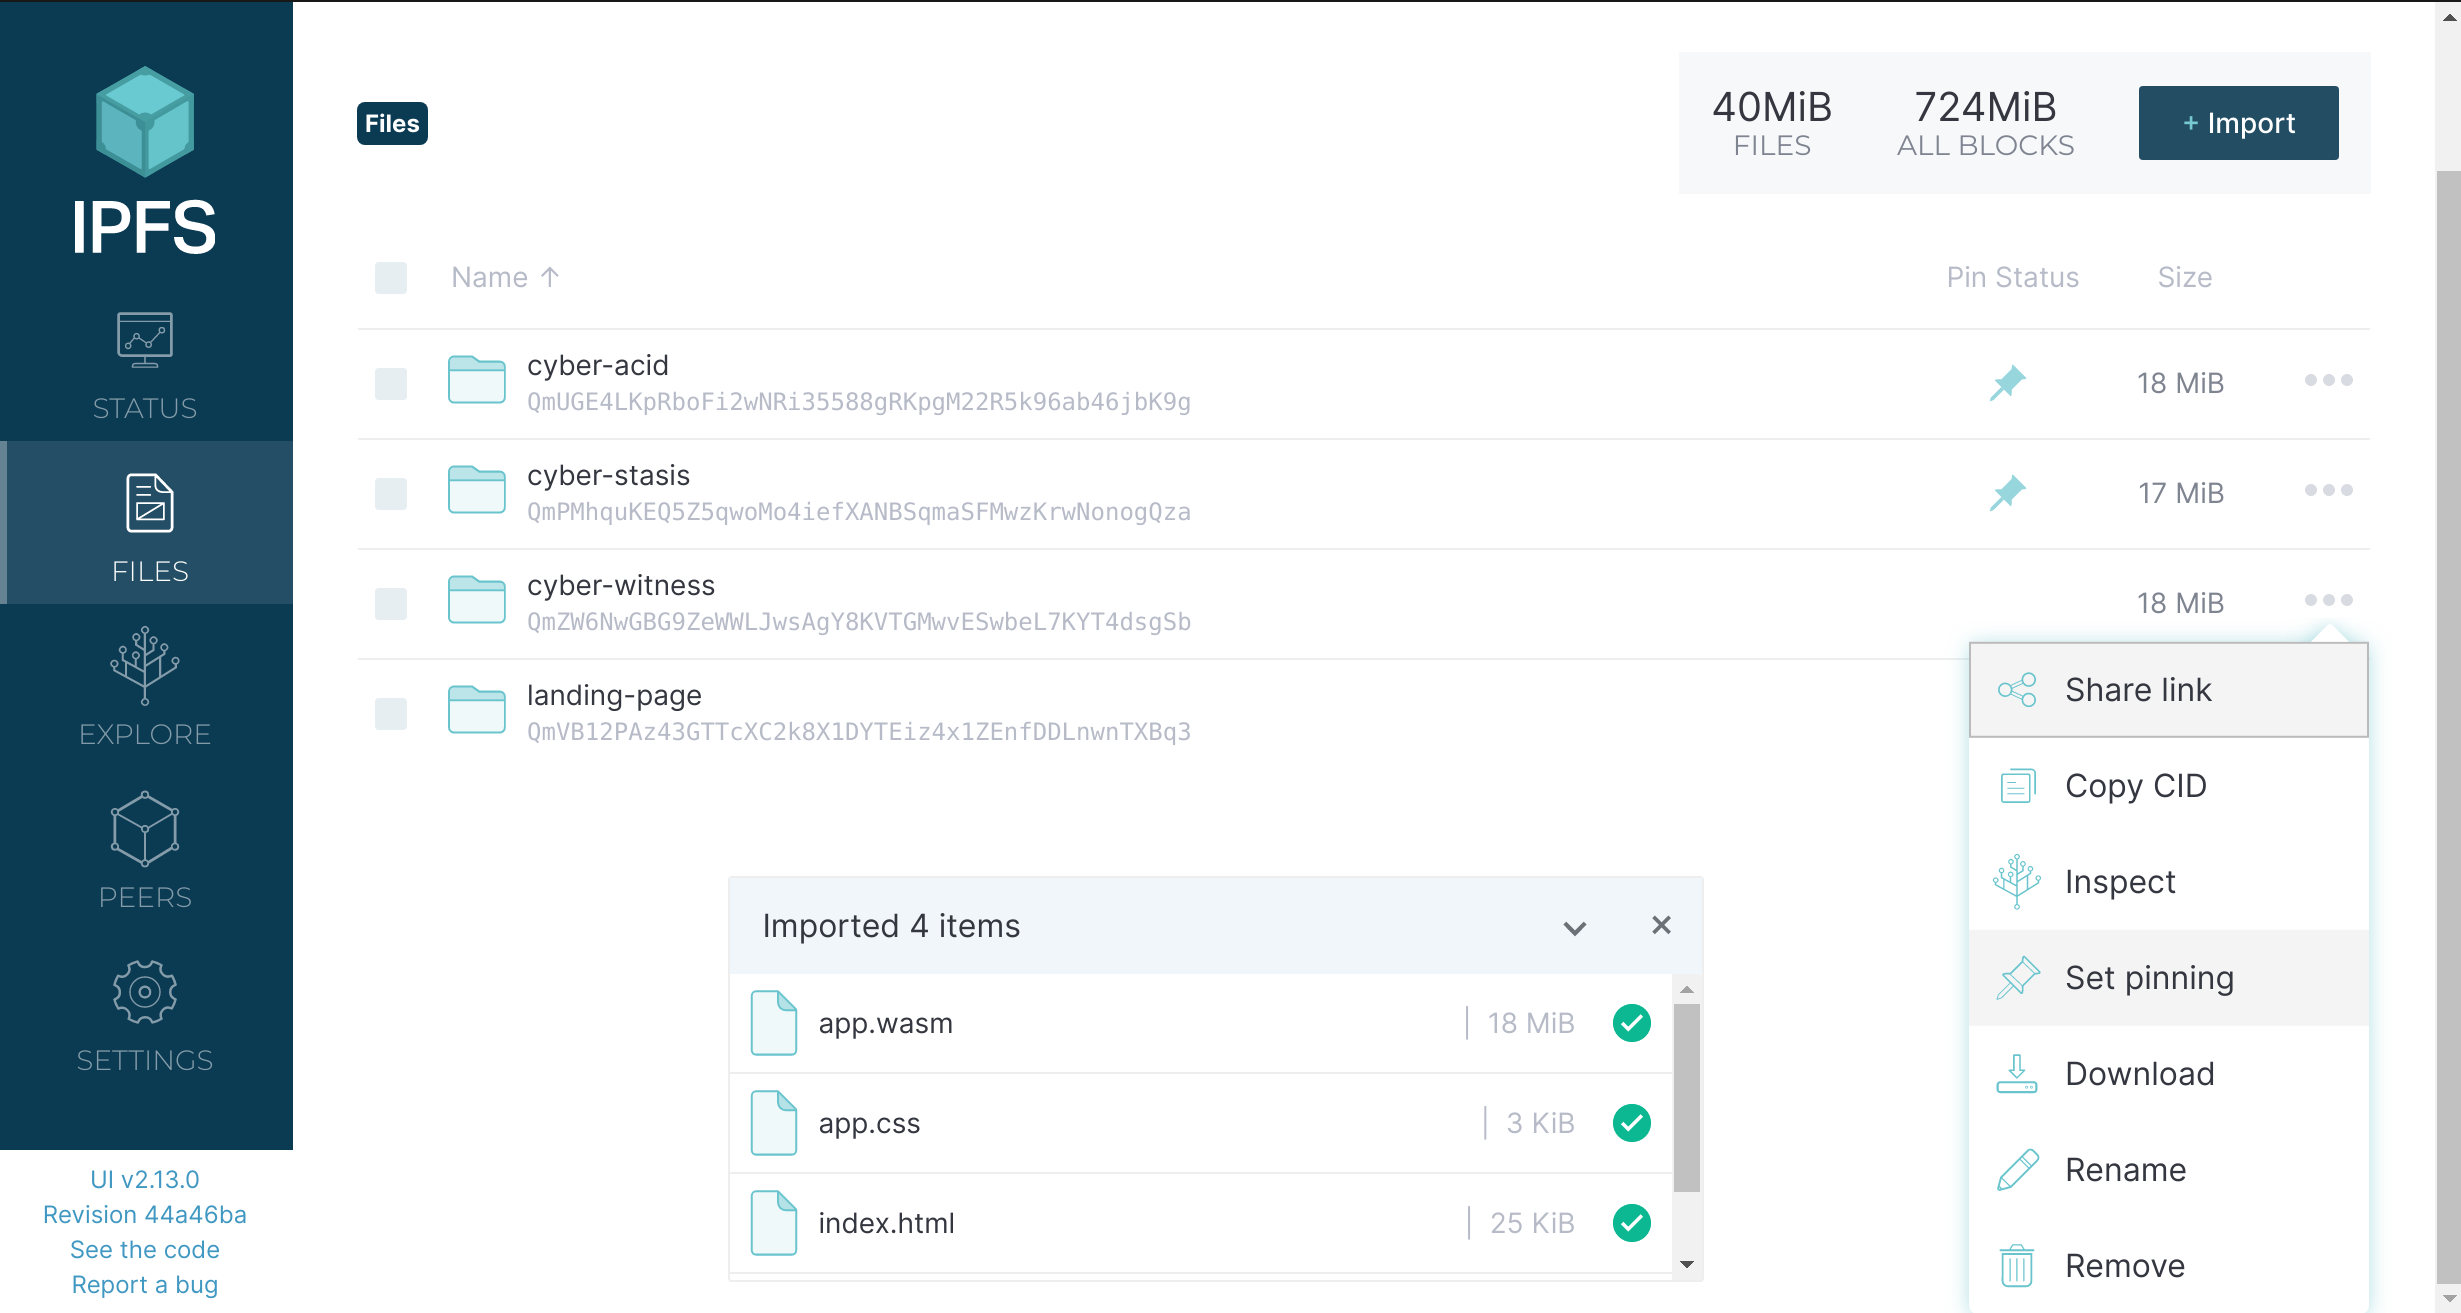 IPFS
STATUS
FILES
EXPLORE
PEERS
SETTINGS
UI v2.13.0
Revision 44a46ba
See the code
Report a bug
Files
40MiB
FILES
724MiB
ALL BLOCKS
+ Import
Name ↑
Pin Status
Size
cyber-acid
QmUGE4LKpRboFi2wNRi35588gRKpgM22R5k96ab46jbK9g
18 MiB
cyber-stasis
QmPMhquKEQ5Z5qwoMo4iefXANBSqmaSFMwzKrwNonogQza
17 MiB
cyber-witness
QmZW6NwGBG9ZeWWLJwsAgY8KVTGMwvESwbeL7KYT4dsgSb
18 MiB
landing-page
QmVB12PAz43GTTcXC2k8X1DYTEiz4x1ZEnfDDLnwnTXBq3
Share link
Copy CID
Inspect
Set pinning
Download
Rename
Remove
Imported 4 items
app.wasm
18 MiB
app.css
3 KiB
index.html
25 KiB